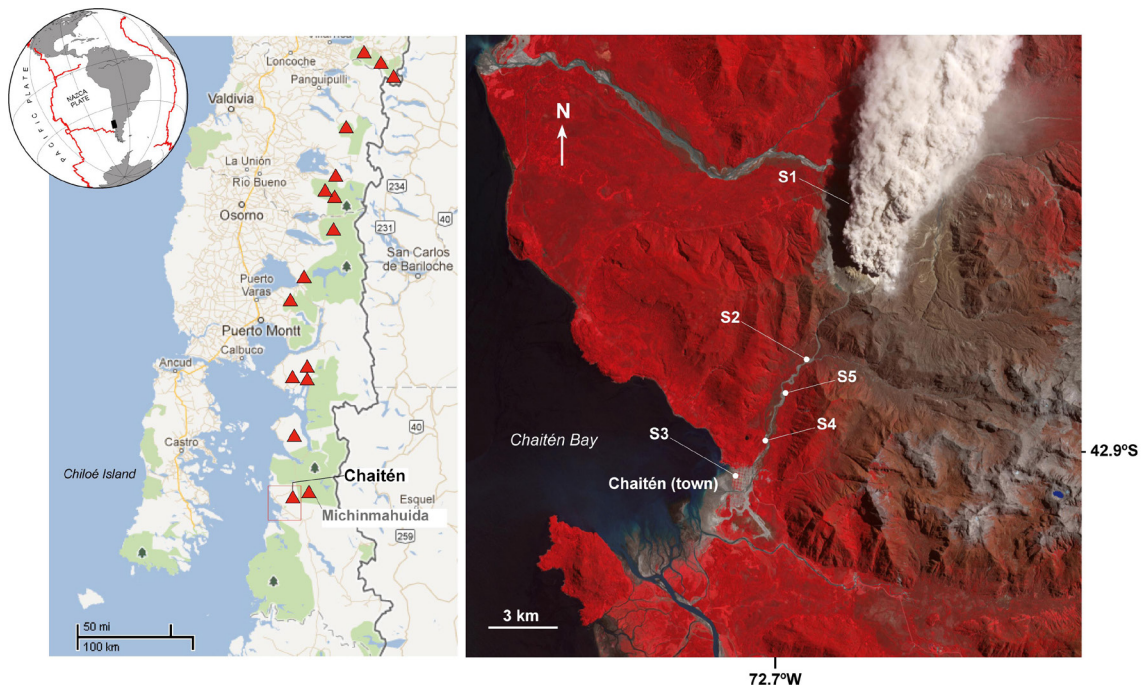 PACIFIC PLATE
NAZCA
PLATE
Loncoche
Panguipulli
Valdivia
La Unión
Río Bueno
234
Osorno
40
231
San Carlos
de Bariloche
Puerto
Varas
Puerto Montt
Calbuco
Ancud
40
Castro
Chaitén
Chiloé Island
Esquel
Michinmahuida
259
50 mi
100 km
N
S1
S2
S5
S4
Chaitén Bay
S3
42.9ºS
Chaitén (town)
3 km
72.7ºW